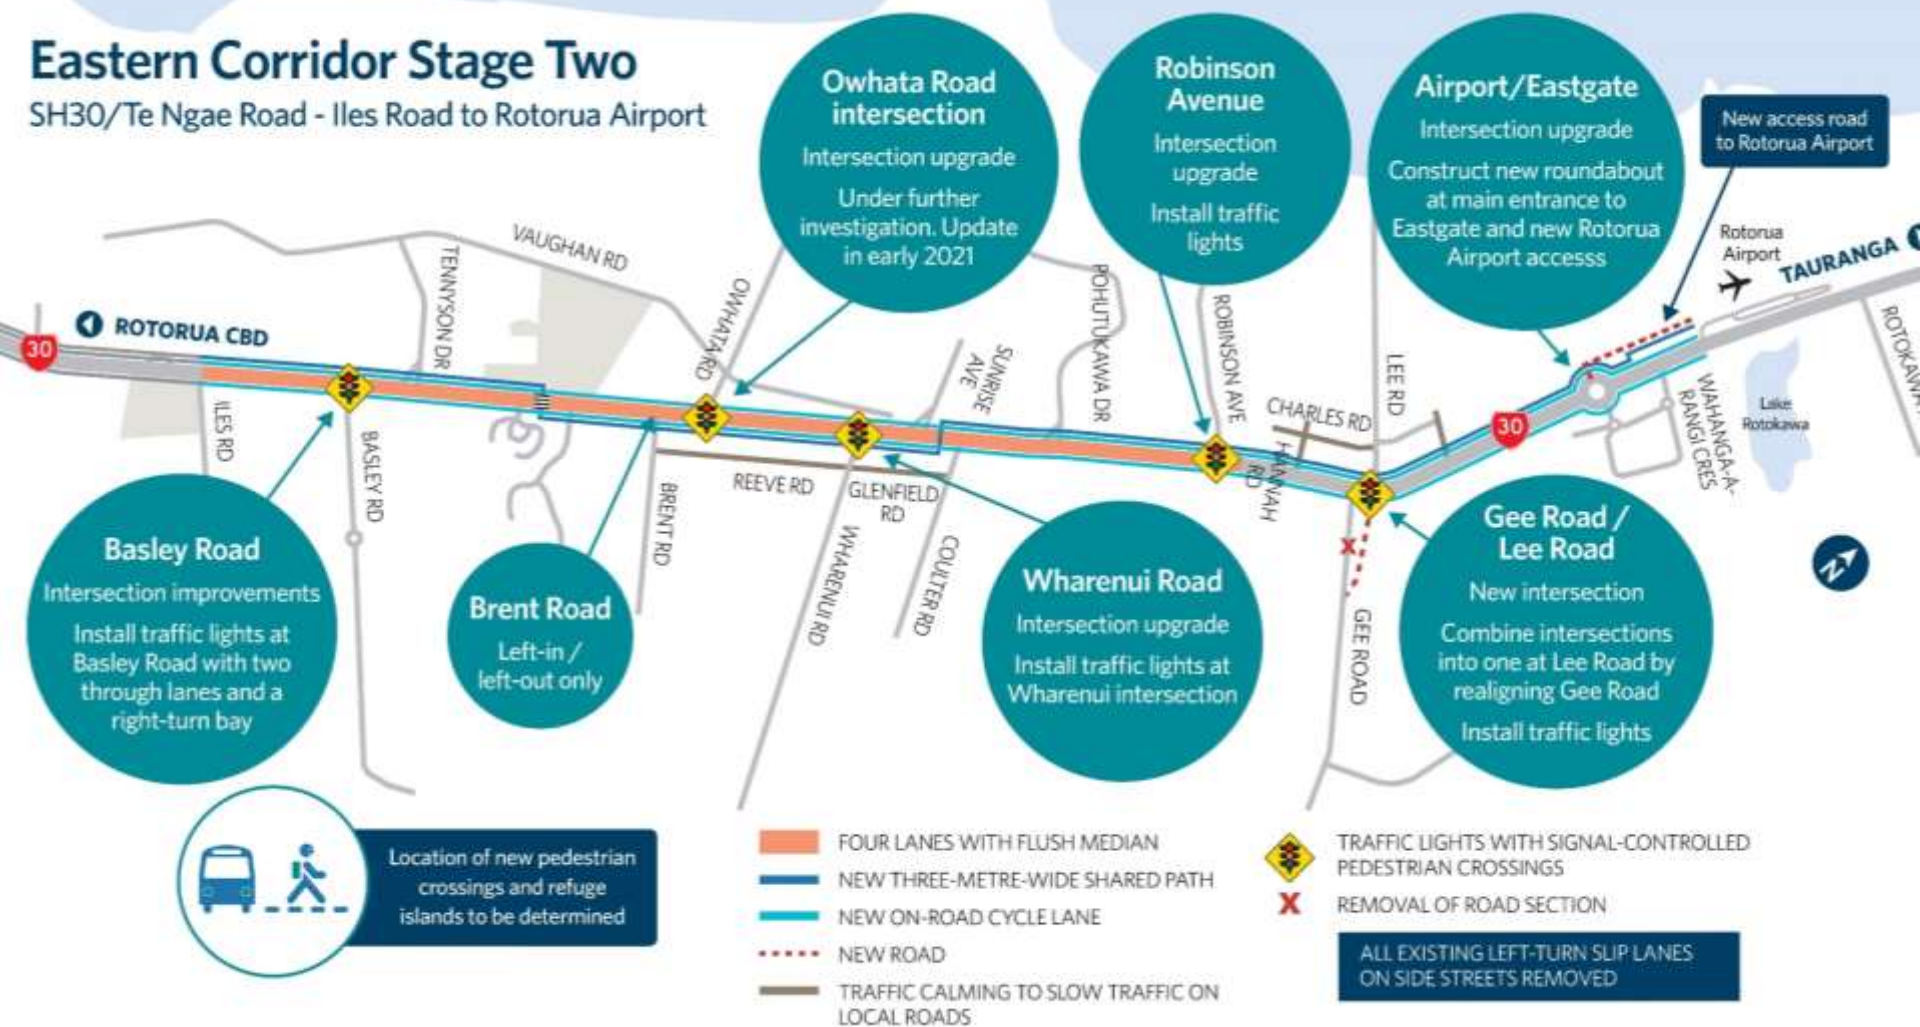 Eastern Corridor Stage Two
SH30/Te Ngae Road - Iles Road to Rotorua Airport
Owhata Road
intersection
Intersection upgrade
Under further
investigation. Update
in early 2021
Robinson
Avenue
Intersection
upgrade
Install traffic
lights
Airport/Eastgate
Intersection upgrade
Construct new roundabout
at main entrance to
Eastgate and new Rotorua
Airport accesss
New access road
to Rotorua Airport
Rotorua
Airport
TAURANGA
30
ROTORUA CBD
VAUGHAN RD
TENNYSON DR
OWHATA RD
SUNRISE
AVE
POHUTUKAWA DR
ROBINSON AVE
CHARLES RD
LEE RD
30
WAHANGA-A-
RANGI CRES
Lake
Rotokawa
ILES RD
BASLEY RD
BRENT RD
REEVE RD
GLENFIELD
RD
WHARENUI RD
COULTER RD
HANNAH
RD
X
GEE ROAD
Basley Road
Intersection improvements
Install traffic lights at
Basley Road with two
through lanes and a
right-turn bay
Brent Road
Left-in /
left-out only
Wharenui Road
Intersection upgrade
Install traffic lights at
Wharenui intersection
Gee Road /
Lee Road
New intersection
Combine intersections
into one at Lee Road by
realigning Gee Road
Install traffic lights
N
Location of new pedestrian
crossings and refuge
islands to be determined
FOUR LANES WITH FLUSH MEDIAN
NEW THREE-METRE-WIDE SHARED PATH
NEW ON-ROAD CYCLE LANE
NEW ROAD
TRAFFIC CALMING TO SLOW TRAFFIC ON
LOCAL ROADS
TRAFFIC LIGHTS WITH SIGNAL-CONTROLLED
PEDESTRIAN CROSSINGS
X REMOVAL OF ROAD SECTION
ALL EXISTING LEFT-TURN SLIP LANES
ON SIDE STREETS REMOVED